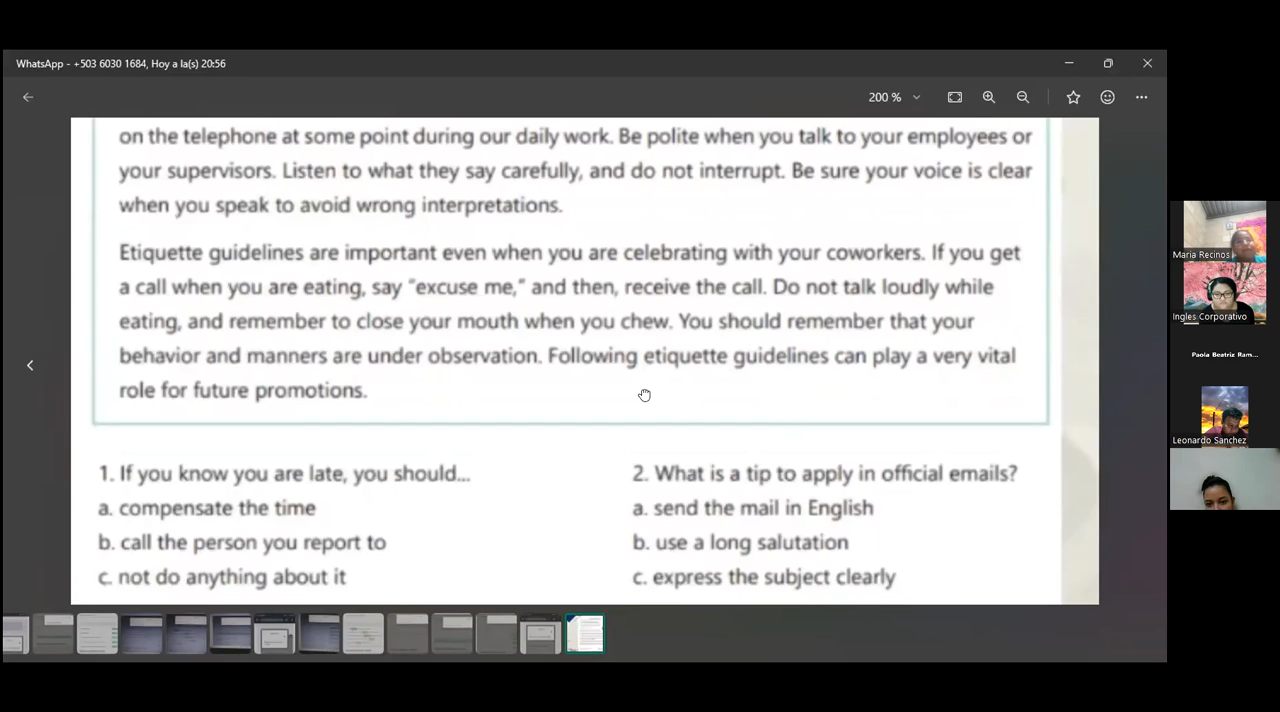 WhatsApp - +503 6030 1684, Hoy a la(s) 20:56
200 %
on the telephone at some point during our daily work. Be polite when you talk to your employees or
your supervisors. Listen to what they say carefully, and do not interrupt. Be sure your voice is clear
when you speak to avoid wrong interpretations.
Etiquette guidelines are important even when you are celebrating with your coworkers. If you get
a call when you are eating, say “excuse me,” and then, receive the call. Do not talk loudly while
eating, and remember to close your mouth when you chew. You should remember that your
behavior and manners are under observation. Following etiquette guidelines can play a very vital
role for future promotions.
1. If you know you are late, you should...
a. compensate the time
b. call the person you report to
c. not do anything about it
2. What is a tip to apply in official emails?
a. send the mail in English
b. use a long salutation
c. express the subject clearly
Maria Recinos
Ingles Corporativo
Paola Beatriz Ram...
Leonardo Sanchez